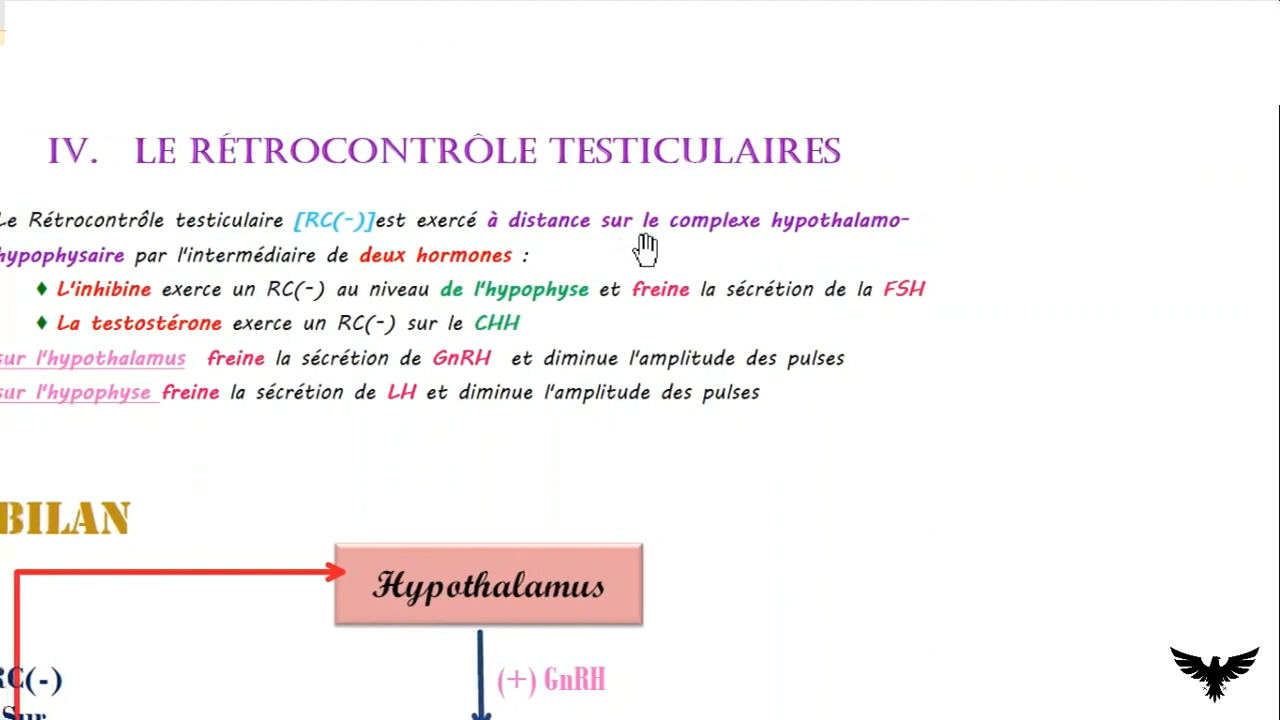 IV. LE RÉTROCONTRÔLE TESTICULAIRES
Le Rétrocontrôle testiculaire [RC(-)]est exercé à distance sur le complexe hypothalamo-
hypophysaire par l'intermédiaire de deux hormones :
♦ L'inhibine exerce un RC(-) au niveau de l'hypophyse et freine la sécrétion de la FSH
♦ La testostérone exerce un RC(-) sur le CHH
sur l'hypothalamus freine la sécrétion de GnRH et diminue l'amplitude des pulses
sur l'hypophyse freine la sécrétion de LH et diminue l'amplitude des pulses
BILAN
Hypothalamus
RC(-)
Sur
(+) GnRH